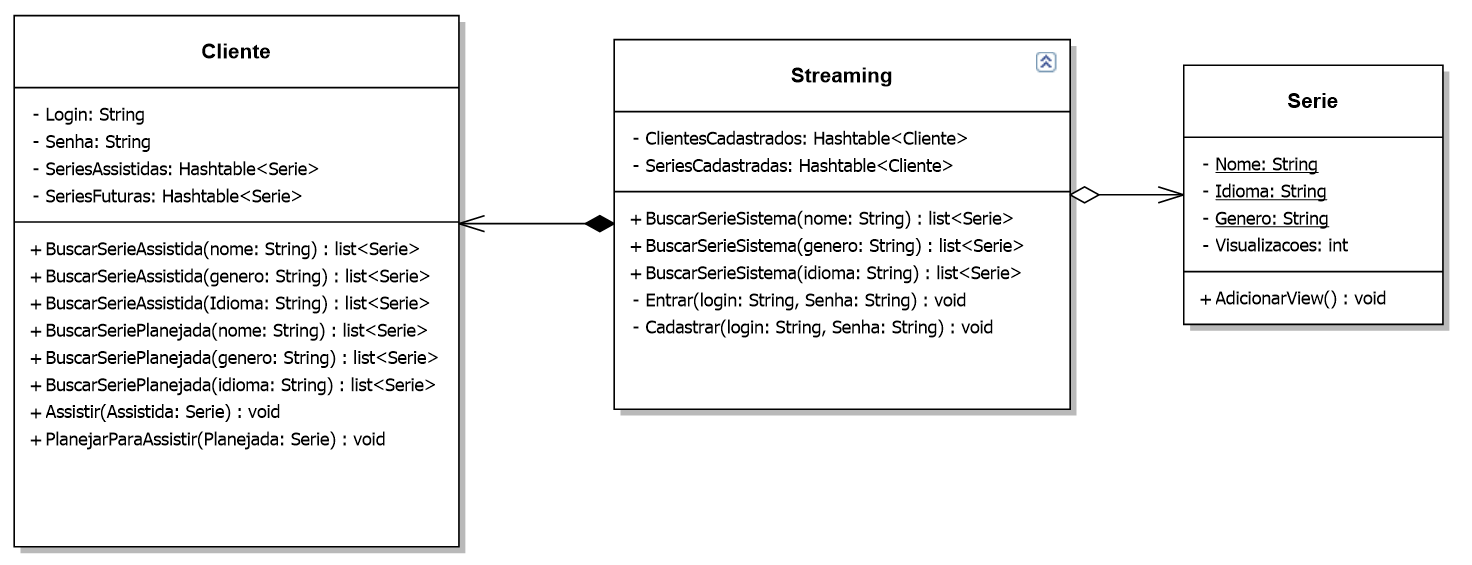 Cliente
- Login: String
- Senha: String
- SeriesAssistidas: Hashtable<Serie>
- SeriesFuturas: Hashtable<Serie>
+ BuscarSerieAssistida(nome: String) : list<Serie>
+ BuscarSerieAssistida(genero: String) : list<Serie>
+ BuscarSerieAssistida(Idioma: String) : list<Serie>
+ BuscarSeriePlanejada(nome: String) : list<Serie>
+ BuscarSeriePlanejada(genero: String) : list<Serie>
+ BuscarSeriePlanejada(idioma: String) : list<Serie>
+ Assistir(Assistida: Serie) : void
+ PlanejarParaAssistir(Planejada: Serie) : void
Streaming
- ClientesCadastrados: Hashtable<Cliente>
- SeriesCadastradas: Hashtable<Cliente>
+ BuscarSerieSistema(nome: String) : list<Serie>
+ BuscarSerieSistema(genero: String) : list<Serie>
+ BuscarSerieSistema(idioma: String) : list<Serie>
- Entrar(login: String, Senha: String) : void
- Cadastrar(login: String, Senha: String) : void
Serie
- Nome: String
- Idioma: String
- Genero: String
- Visualizacoes: int
+ AdicionarView() : void